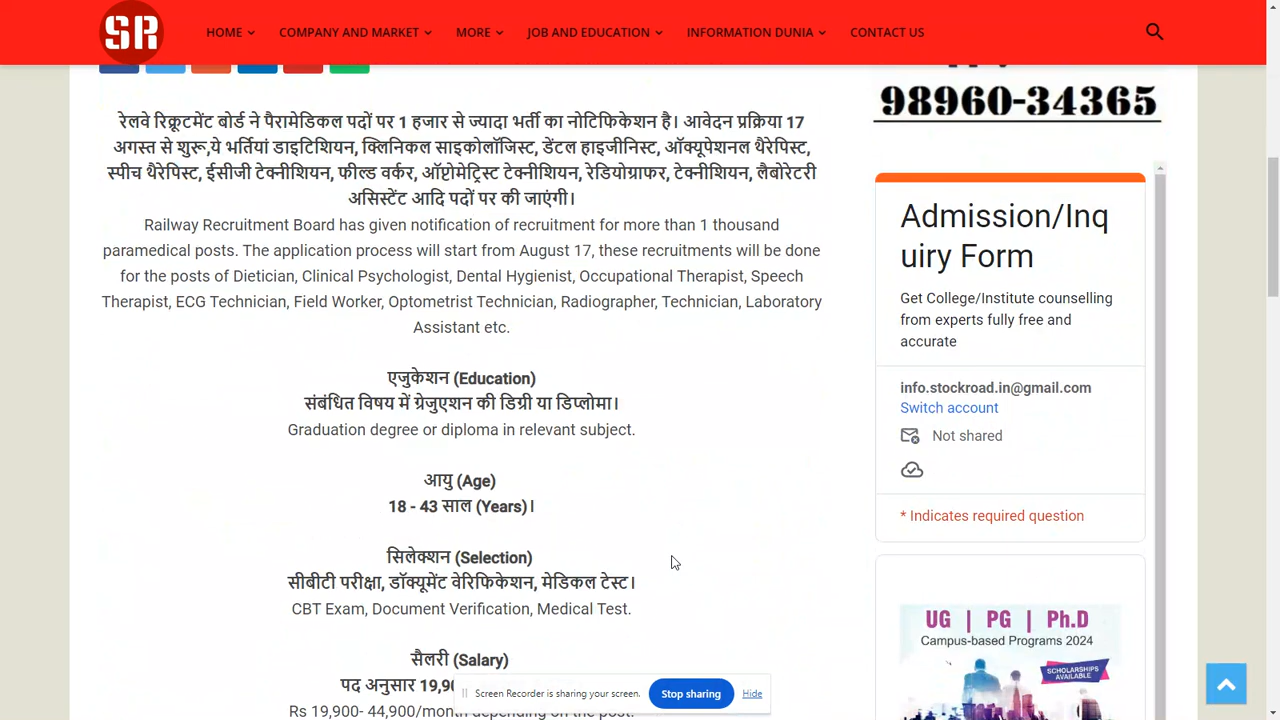 SR
HOME
COMPANY AND MARKET
MORE
JOB AND EDUCATION
INFORMATION DUNIA
CONTACT US
रेलवे रिक्रूटमेंट बोर्ड ने पैरामेडिकल पदों पर 1 हजार से ज्यादा भर्ती का नोटिफिकेशन है। आवेदन प्रक्रिया 17
अगस्त से शुरू,ये भर्तियां डाइटिशियन, क्लिनिकल साइकोलॉजिस्ट, डेंटल हाइजीनिस्ट, ऑक्यूपेशनल थैरेपिस्ट,
स्पीच थैरेपिस्ट, ईसीजी टेक्नीशियन, फील्ड वर्कर, ऑप्टोमेट्रिस्ट टेक्नीशियन, रेडियोग्राफर, टेक्नीशियन, लैबोरेटरी
असिस्टेंट आदि पदों पर की जाएंगी।
Railway Recruitment Board has given notification of recruitment for more than 1 thousand
paramedical posts. The application process will start from August 17, these recruitments will be done
for the posts of Dietician, Clinical Psychologist, Dental Hygienist, Occupational Therapist, Speech
Therapist, ECG Technician, Field Worker, Optometrist Technician, Radiographer, Technician, Laboratory
Assistant etc.
एजुकेशन (Education)
संबंधित विषय में ग्रेजुएशन की डिग्री या डिप्लोमा।
Graduation degree or diploma in relevant subject.
आयु (Age)
18 - 43 साल (Years)।
सिलेक्शन (Selection)
सीबीटी परीक्षा, डॉक्यूमेंट वेरिफिकेशन, मेडिकल टेस्ट।
CBT Exam, Document Verification, Medical Test.
सैलरी (Salary)
पद अनुसार 19,90
Rs 19,900- 44,900/month depending on the post.
Screen Recorder is sharing your screen.
Stop sharing
Hide
98960-34365
Admission/Inq
uiry Form
Get College/Institute counselling
from experts fully free and
accurate
info.stockroad.in@gmail.com
Switch account
Not shared
* Indicates required question
UG | PG | Ph.D
Campus-based Programs 2024
SCHOLARSHIPS
AVAILABLE